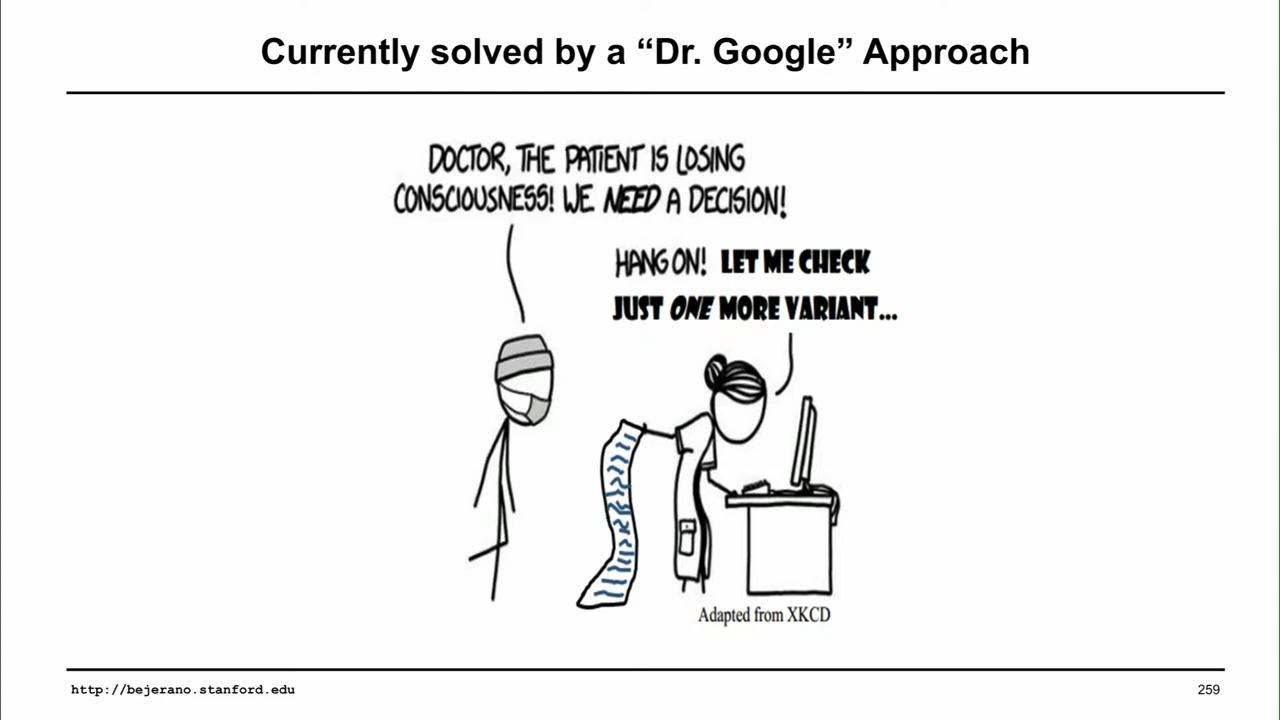 Currently solved by a “Dr. Google” Approach
DOCTOR, THE PATIENT IS LOSING
CONSCIOUSNESS! WE NEED A DECISION!
HANG ON! LET ME CHECK
JUST ONE MORE VARIANT...
Adapted from XKCD
http://bejerano.stanford.edu
259